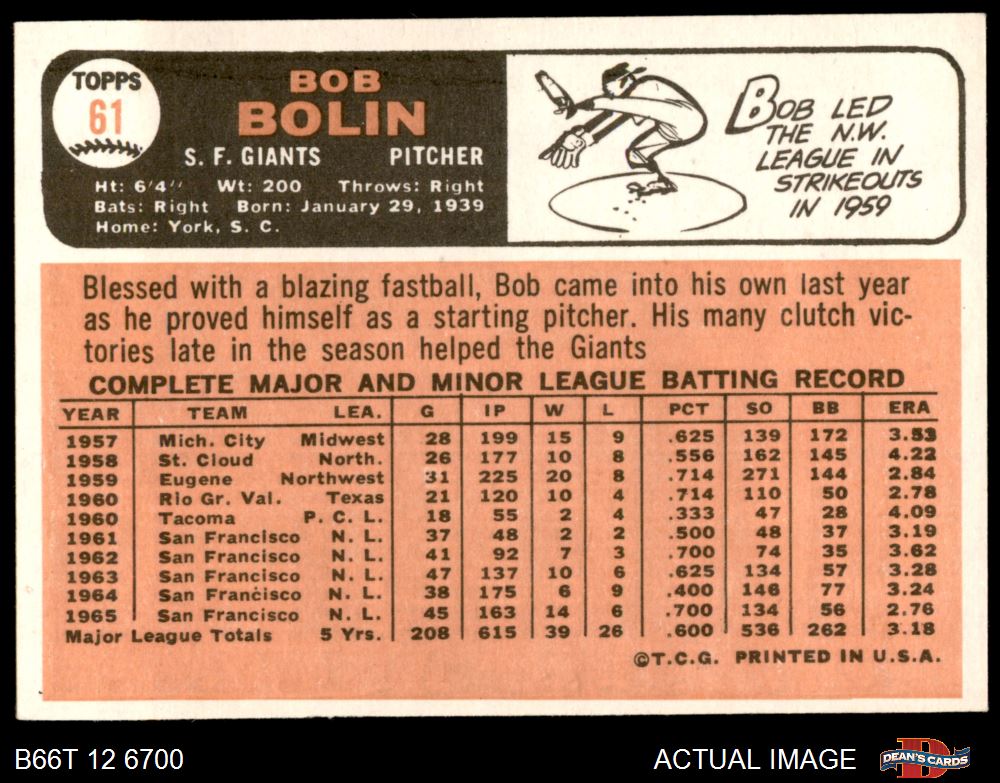 TOPPS
61
BOB
BOLIN
S. F. GIANTS PITCHER
Ht: 6'4" Wt: 200 Throws: Right
Bats: Right Born: January 29, 1939
Home: York, S. C.
BOB LED
THE N.W.
LEAGUE IN
STRIKEOUTS
IN 1959
Blessed with a blazing fastball, Bob came into his own last year
as he proved himself as a starting pitcher. His many clutch vic-
tories late in the season helped the Giants
COMPLETE MAJOR AND MINOR LEAGUE BATTING RECORD
YEAR TEAM LEA. G IP W L PCT SO BB ERA
1957 Mich. City Midwest 28 199 15 9 .625 139 172 3.53
1958 St. Cloud North. 26 177 10 8 .556 162 145 4.22
1959 Eugene Northwest 31 225 20 8 .714 271 144 2.84
1960 Rio Gr. Val. Texas 21 120 10 4 .714 110 50 2.78
1960 Tacoma P. C. L. 18 55 2 4 .333 47 28 4.09
1961 San Francisco N. L. 37 48 2 2 .500 48 37 3.19
1962 San Francisco N. L. 41 92 7 3 .700 74 35 3.62
1963 San Francisco N. L. 47 137 10 6 .625 134 57 3.28
1964 San Francisco N. L. 38 175 6 9 .400 146 77 3.24
1965 San Francisco N. L. 45 163 14 6 .700 134 56 2.76
Major League Totals 5 Yrs. 208 615 39 26 .600 536 262 3.18
©T.C.G. PRINTED IN U.S.A.
B66T 12 6700 ACTUAL IMAGE DEAN'S CARDS